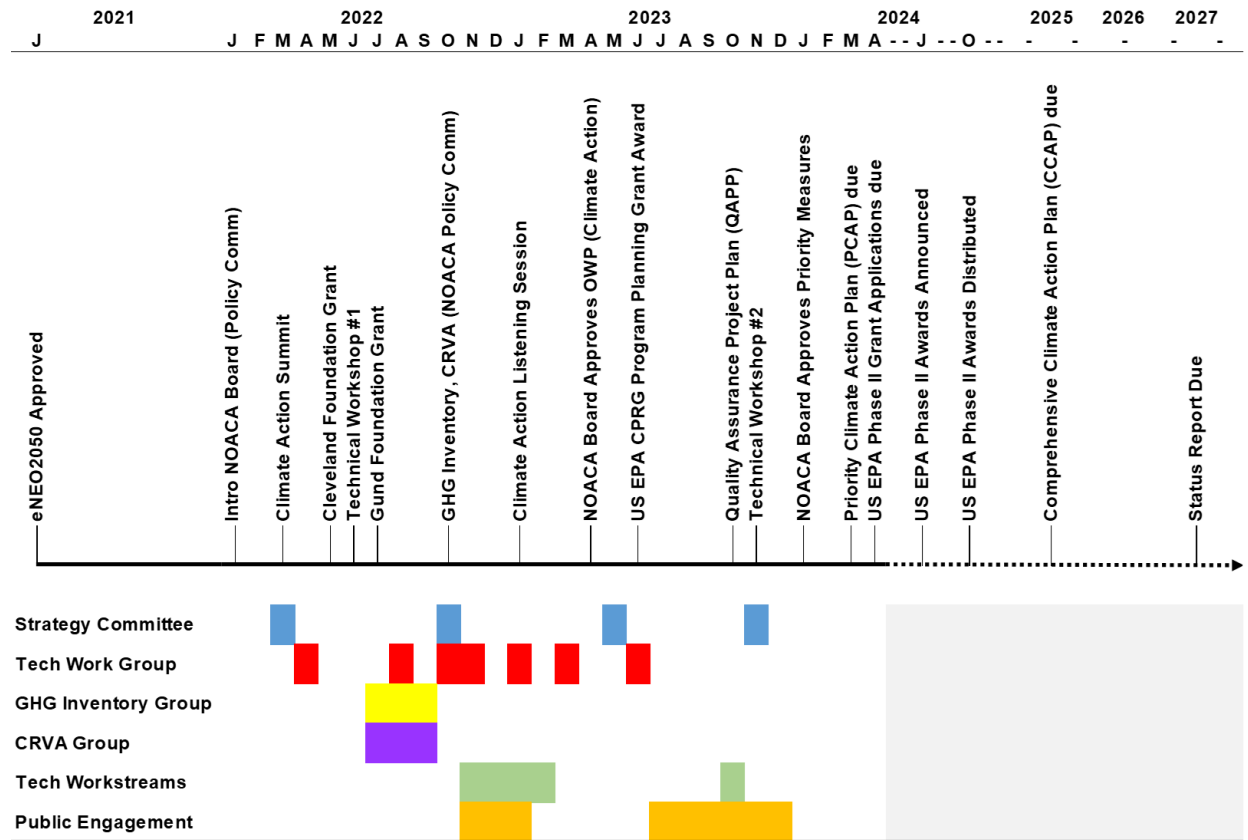 2021 2022 2023 2024 2025 2026 2027
J J F M A M J J A S O N D J F M A M J J A S O N D J F M A - - J - - O - - - - - - -
eNEO2050 Approved
Intro NOACA Board (Policy Comm)
Climate Action Summit
Cleveland Foundation Grant
Technical Workshop #1
Gund Foundation Grant
GHG Inventory, CRVA (NOACA Policy Comm)
Climate Action Listening Session
NOACA Board Approves OWP (Climate Action)
US EPA CPRG Program Planning Grant Award
Quality Assurance Project Plan (QAPP)
Technical Workshop #2
NOACA Board Approves Priority Measures
Priority Climate Action Plan (PCAP) due
US EPA Phase II Grant Applications due
US EPA Phase II Awards Announced
US EPA Phase II Awards Distributed
Comprehensive Climate Action Plan (CCAP) due
Status Report Due
Strategy Committee
Tech Work Group
GHG Inventory Group
CRVA Group
Tech Workstreams
Public Engagement